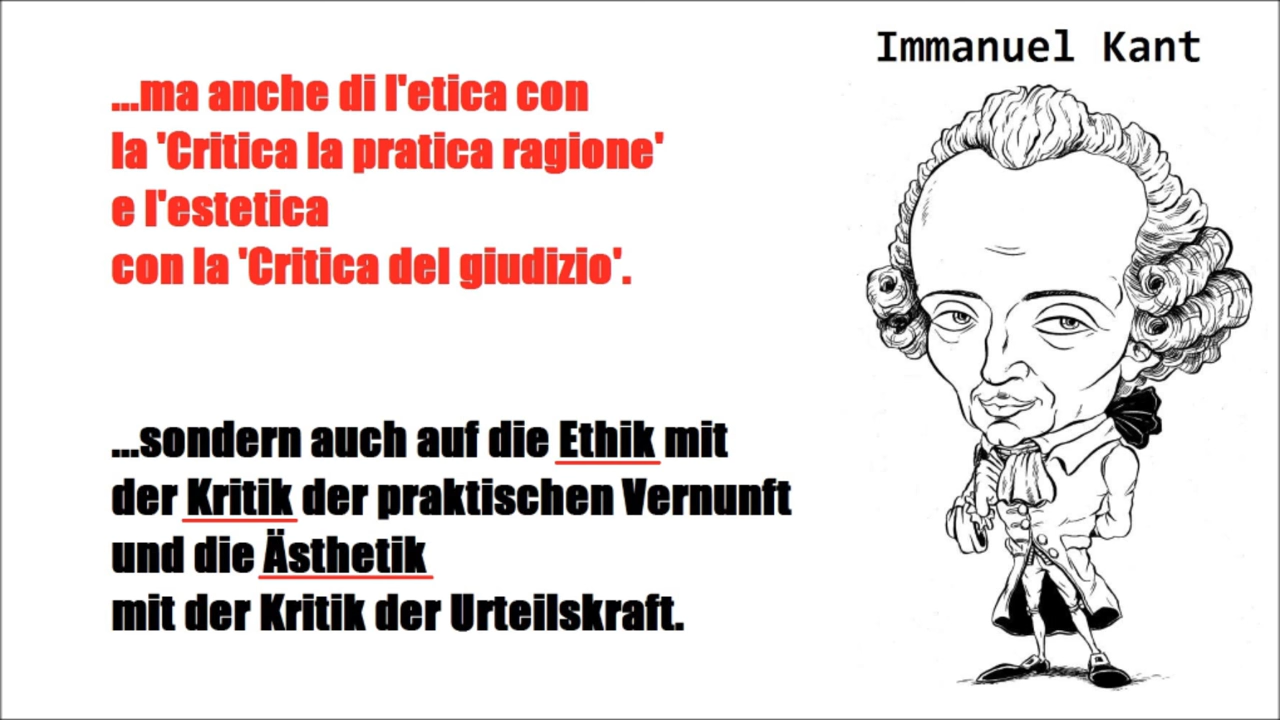 Immanuel Kant
...ma anche di l'etica con
la 'Critica la pratica ragione'
e l'estetica
con la 'Critica del giudizio'.
...sondern auch auf die Ethik mit
der Kritik der praktischen Vernunft
und die Ästhetik
mit der Kritik der Urteilskraft.